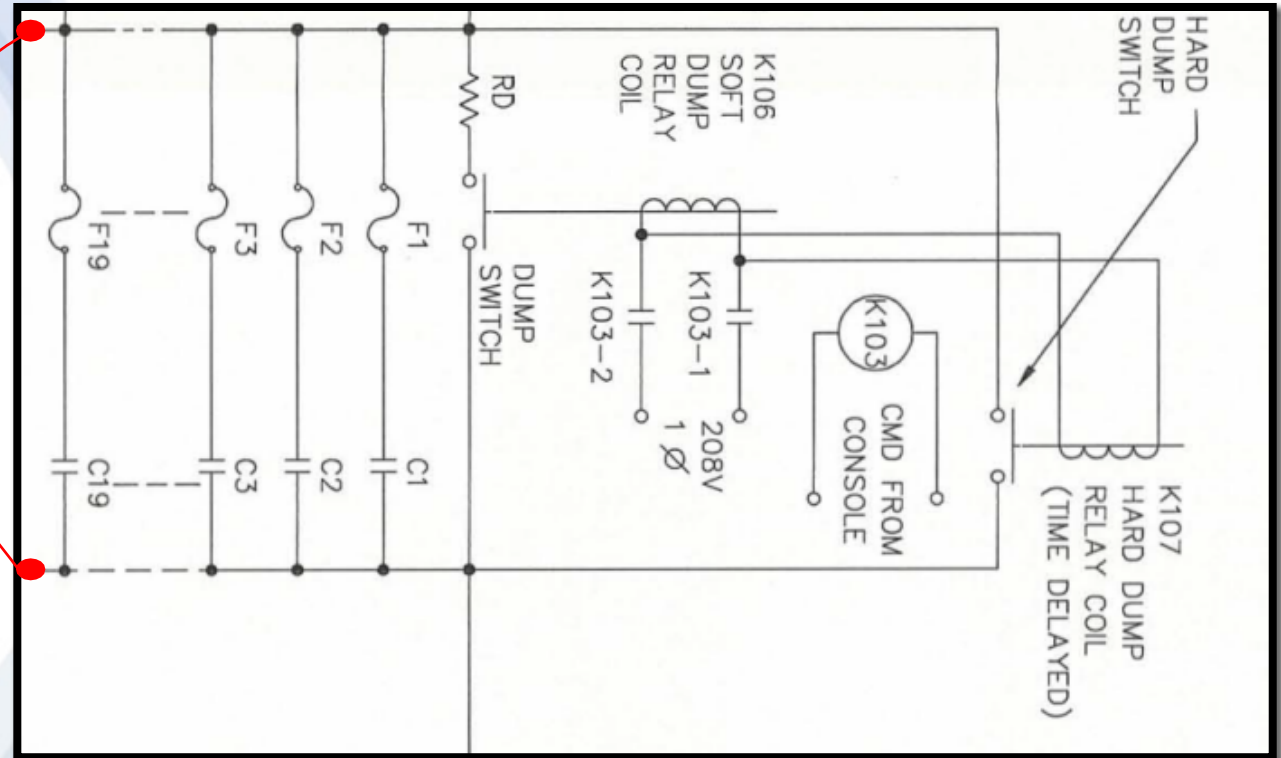 HARD
DUMP
SWITCH
K106
SOFT
DUMP
RELAY
COIL
RD
DUMP
SWITCH
F1
F2
F3
F19
C1
C2
C3
C19
K103-1
K103-2
208V
1 Ø
K103
CMD FROM
CONSOLE
K107
HARD DUMP
RELAY COIL
(TIME DELAYED)